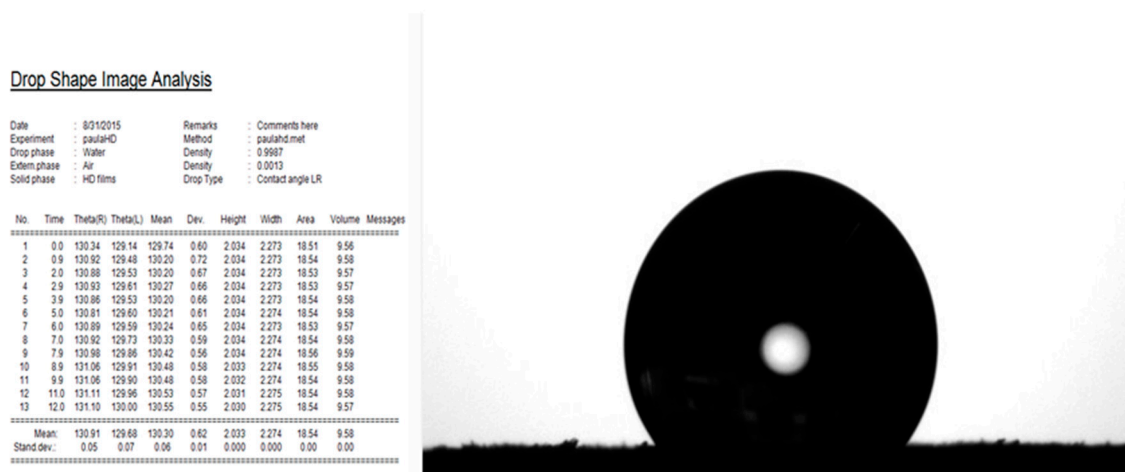 Drop Shape Image Analysis
Date : 8/31/2015 Remarks : Comments here
Experiment : paulaHD Method : paulahd.met
Drop phase : Water Density : 0.9987
Extern.phase : Air Density : 0.0013
Solid phase : HD films Drop Type : Contact angle LR
No. Time Theta(R) Theta(L) Mean Dev. Height Width Area Volume Messages
1 0.0 130.34 129.14 129.74 0.60 2.034 2.273 18.51 9.56
2 0.9 130.92 129.48 130.20 0.72 2.034 2.273 18.54 9.58
3 2.0 130.88 129.53 130.20 0.67 2.034 2.273 18.53 9.57
4 2.9 130.93 129.61 130.27 0.66 2.034 2.273 18.53 9.57
5 3.9 130.86 129.53 130.20 0.66 2.034 2.273 18.54 9.58
6 5.0 130.81 129.60 130.21 0.61 2.034 2.274 18.54 9.58
7 6.0 130.89 129.59 130.24 0.65 2.034 2.273 18.53 9.57
8 7.0 130.92 129.73 130.33 0.59 2.034 2.274 18.54 9.58
9 7.9 130.98 129.86 130.42 0.56 2.034 2.274 18.56 9.59
10 8.9 131.06 129.91 130.48 0.58 2.033 2.274 18.55 9.58
11 9.9 131.06 129.90 130.48 0.58 2.032 2.274 18.54 9.58
12 11.0 131.11 129.96 130.53 0.57 2.031 2.275 18.54 9.58
13 12.0 131.10 130.00 130.55 0.55 2.030 2.275 18.54 9.57
Mean: 130.91 129.68 130.30 0.62 2.033 2.274 18.54 9.58
Stand.dev.: 0.05 0.07 0.06 0.01 0.000 0.000 0.00 0.00